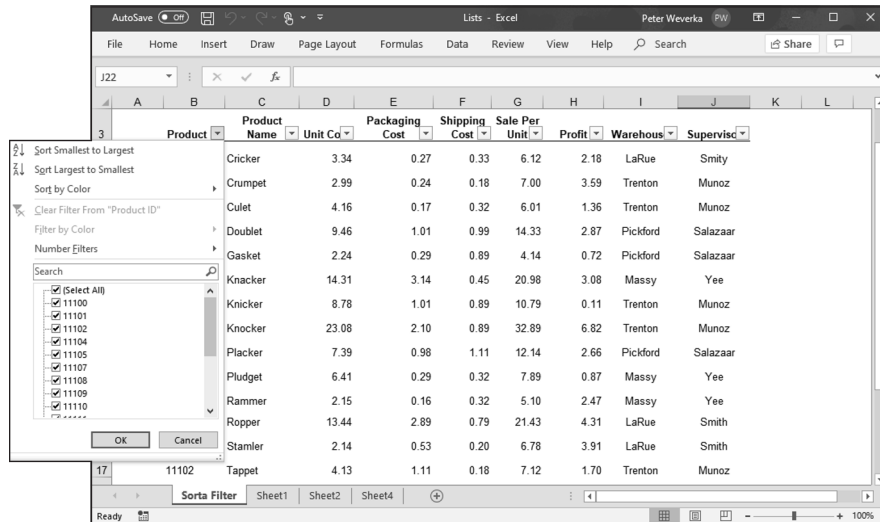 AutoSave Off Lists - Excel Peter Weverka PW
File Home Insert Draw Page Layout Formulas Data Review View Help Search Share
J22 fx
A B C D E F G H I J K L
Product Packaging Shipping Sale Per
3 Product Name Unit Co Cost Cost Unit Profit Warehous Supervisc
Sort Smallest to Largest
Sort Largest to Smallest
Sort by Color
Clear Filter From "Product ID"
Filter by Color
Number Filters
Search
(Select All)
11100
11101
11102
11104
11105
11107
11108
11109
11110
OK Cancel
Cricker 3.34 0.27 0.33 6.12 2.18 LaRue Smity
Crumpet 2.99 0.24 0.18 7.00 3.59 Trenton Munoz
Culet 4.16 0.17 0.32 6.01 1.36 Trenton Munoz
Doublet 9.46 1.01 0.99 14.33 2.87 Pickford Salazaar
Gasket 2.24 0.29 0.89 4.14 0.72 Pickford Salazaar
Knacker 14.31 3.14 0.45 20.98 3.08 Massy Yee
Knicker 8.78 1.01 0.89 10.79 0.11 Trenton Munoz
Knocker 23.08 2.10 0.89 32.89 6.82 Trenton Munoz
Placker 7.39 0.98 1.11 12.14 2.66 Pickford Salazaar
Pludget 6.41 0.29 0.32 7.89 0.87 Massy Yee
Rammer 2.15 0.16 0.32 5.10 2.47 Massy Yee
Ropper 13.44 2.89 0.79 21.43 4.31 LaRue Smith
Stamler 2.14 0.53 0.20 6.78 3.91 LaRue Smith
17 11102 Tappet 4.13 1.11 0.18 7.12 1.70 Trenton Munoz
Sorta Filter Sheet1 Sheet2 Sheet4
Ready 100%